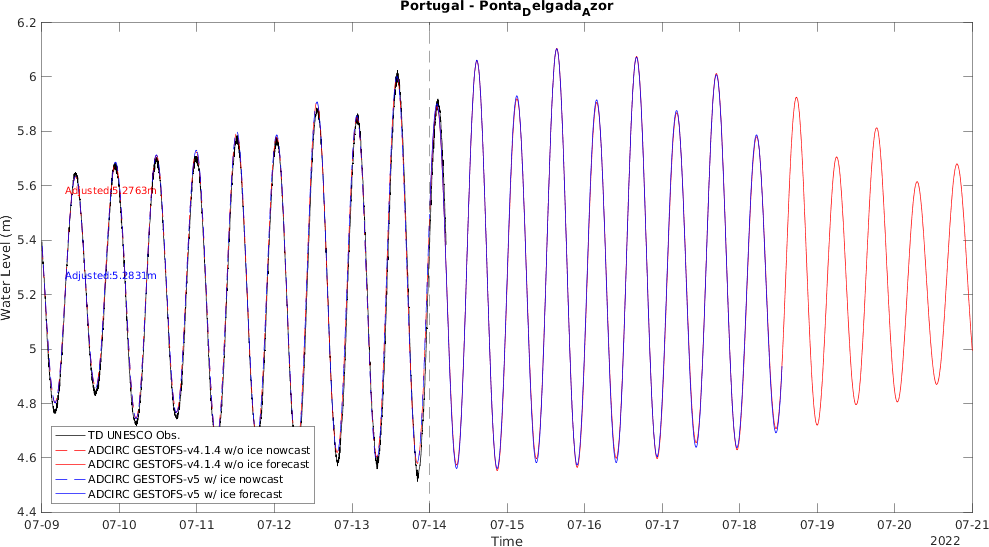 Portugal - Ponta_Delgada_Azor
6.2
6
5.8
5.6
5.4
5.2
5
4.8
4.6
4.4
Water Level (m)
Adjusted:5.2763m
Adjusted:5.2831m
TD UNESCO Obs.
ADCIRC GESTOFS-v4.1.4 w/o ice nowcast
ADCIRC GESTOFS-v4.1.4 w/o ice forecast
ADCIRC GESTOFS-v5 w/ ice nowcast
ADCIRC GESTOFS-v5 w/ ice forecast
07-09 07-10 07-11 07-12 07-13 07-14 07-15 07-16 07-17 07-18 07-19 07-20 07-21
Time
2022